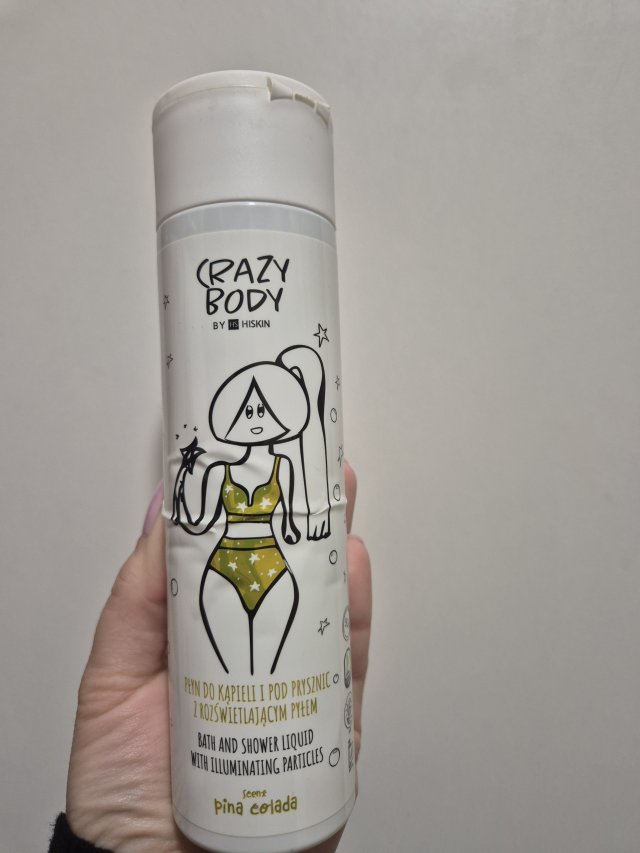 CRAZY
BODY
BY HS HISKIN
PŁYN DO KĄPIELI I POD PRYSZNIC
Z ROZŚWIETLAJĄCYM PYŁEM
BATH AND SHOWER LIQUID
WITH ILLUMINATING PARTICLES
scent
pina colada